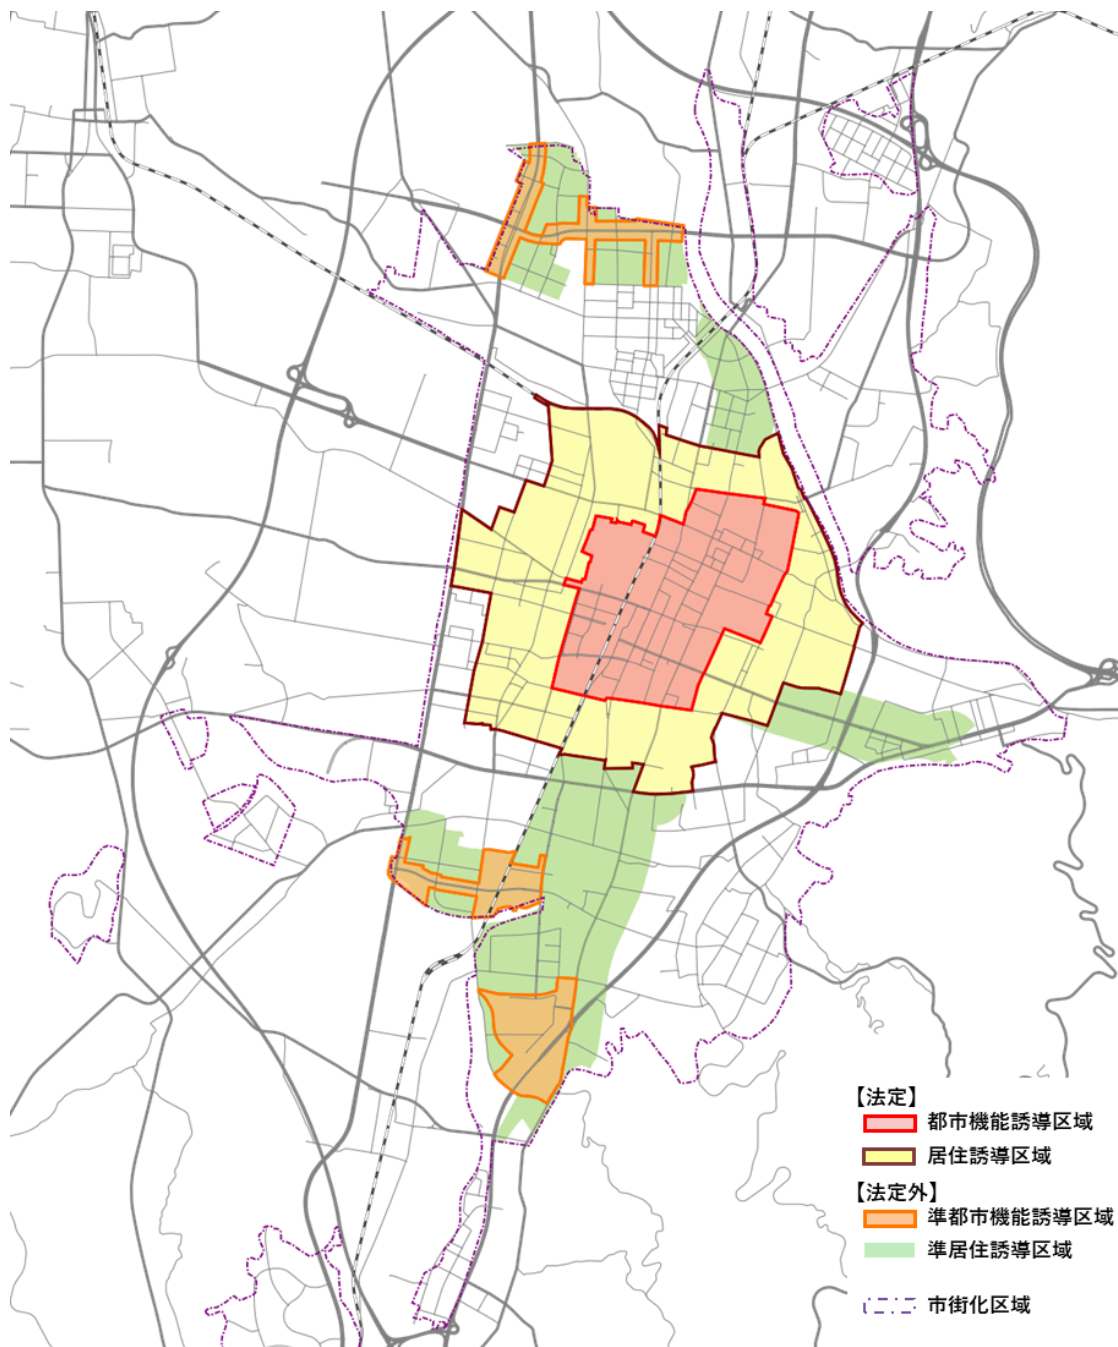 【法定】
都市機能誘導区域
居住誘導区域
【法定外】
準都市機能誘導区域
準居住誘導区域
市街化区域